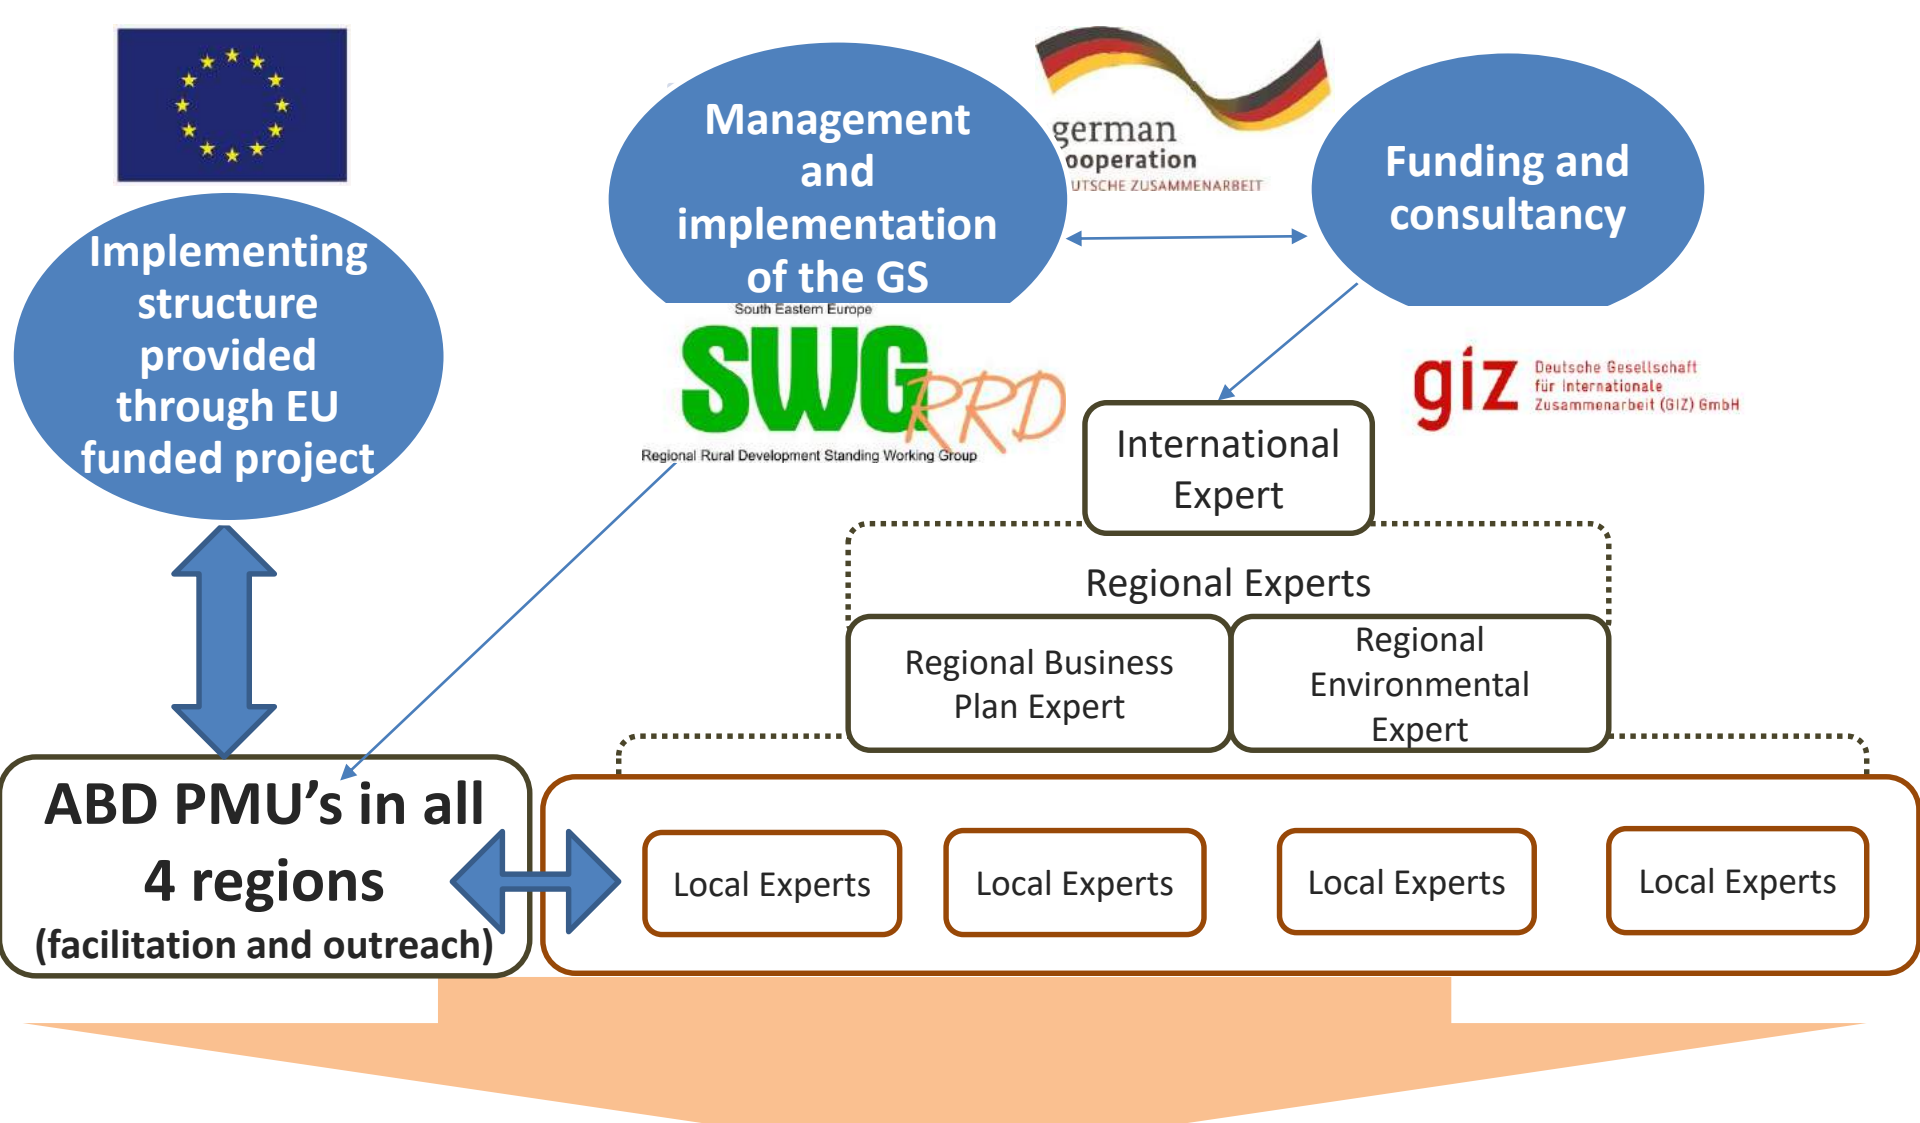 Implementing
structure
provided
through EU
funded project
Management
and
implementation
of the GS
german
ooperation
UTSCHE ZUSAMMENARBEIT
Funding and
consultancy
South Eastern Europe
SWG
RRD
Regional Rural Development Standing Working Group
giz
Deutsche Gesellschaft
für Internationale
Zusammenarbeit (GIZ) GmbH
International
Expert
Regional Experts
Regional Business
Plan Expert
Regional
Environmental
Expert
ABD PMU's in all
4 regions
(facilitation and outreach)
Local Experts
Local Experts
Local Experts
Local Experts